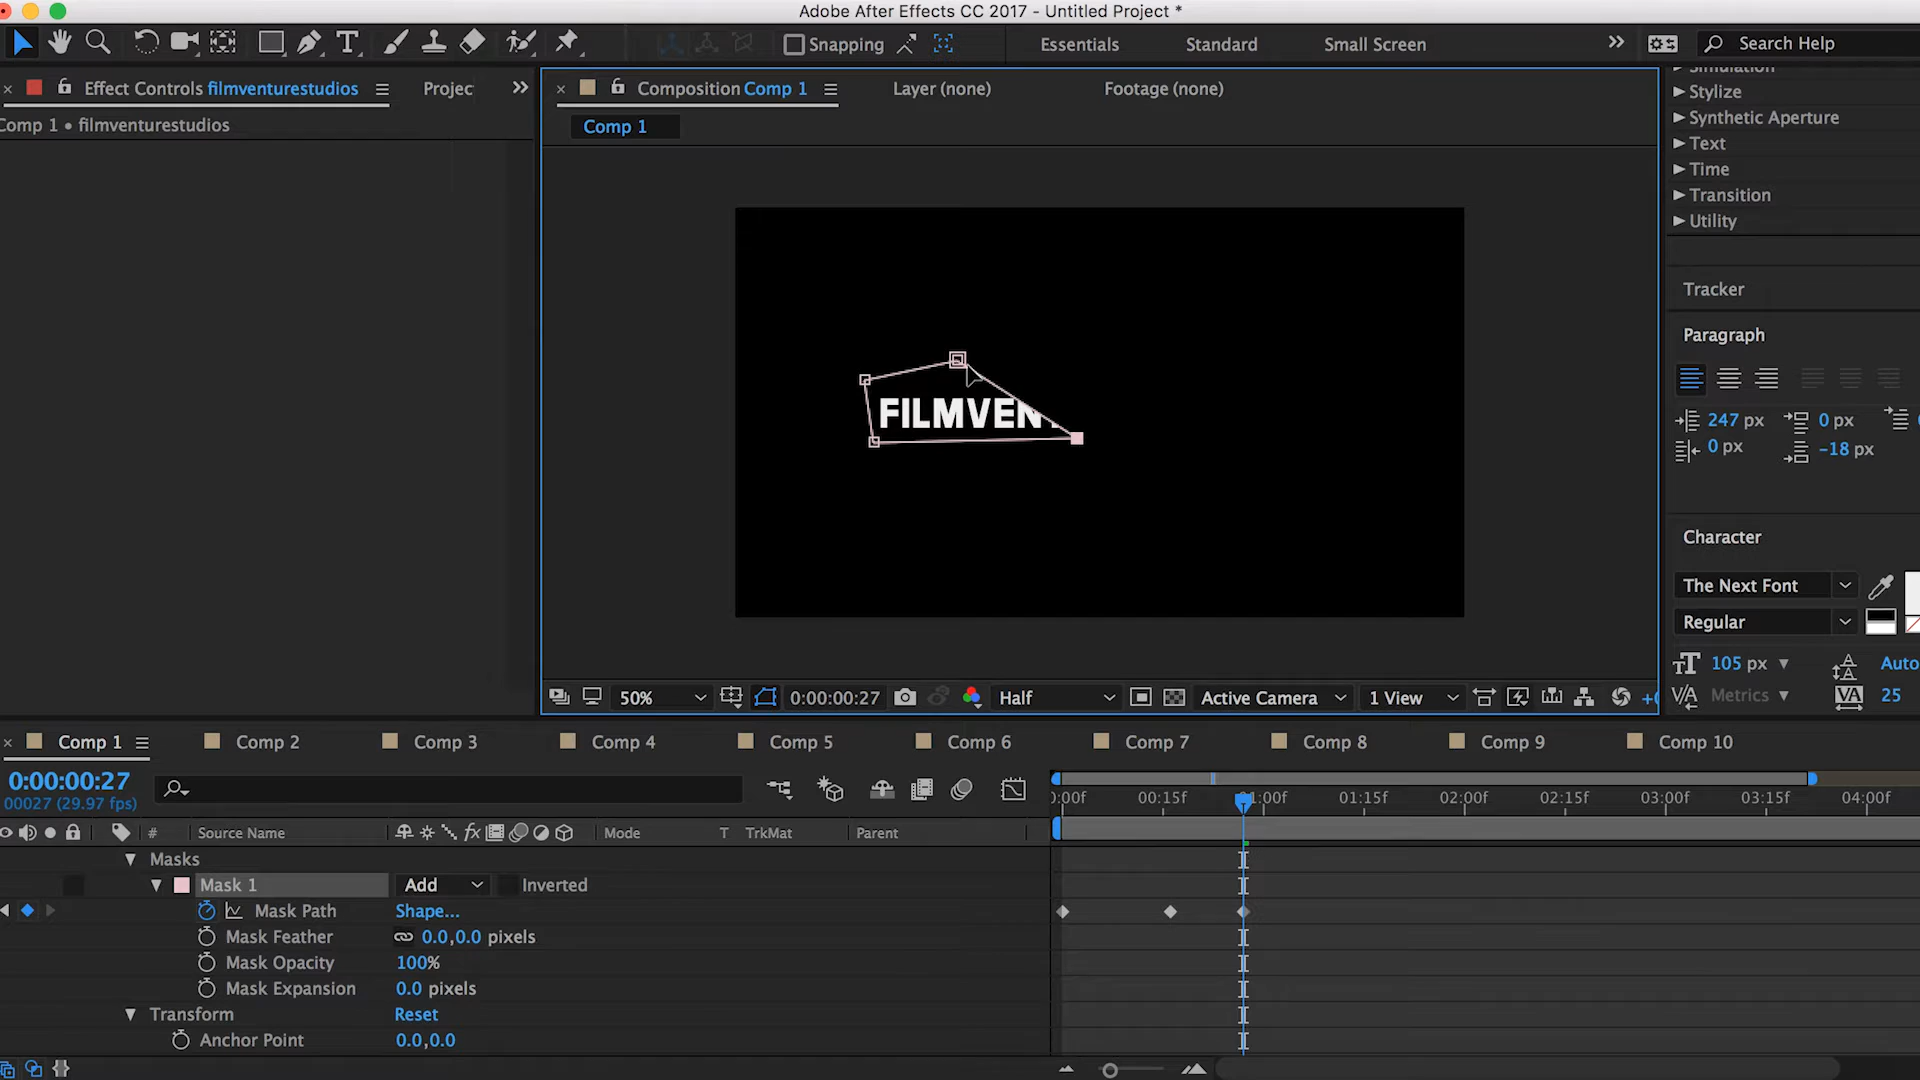 Adobe After Effects CC 2017 - Untitled Project *
Snapping
Essentials
Standard
Small Screen
Search Help
Effect Controls filmventurestudios
Projec
Composition Comp 1
Layer (none)
Footage (none)
Comp 1 • filmventurestudios
Comp 1
Stylize
Synthetic Aperture
Text
Time
Transition
Utility
Tracker
Paragraph
247 px
0 px
0 px
-18 px
FILMVEN
Character
The Next Font
Regular
105 px
Auto
Metrics
25
50%
0:00:00:27
Half
Active Camera
1 View
Comp 1
Comp 2
Comp 3
Comp 4
Comp 5
Comp 6
Comp 7
Comp 8
Comp 9
Comp 10
0:00:00:27
00027 (29.97 fps)
):00f
00:15f
01:00f
01:15f
02:00f
02:15f
03:00f
03:15f
04:00f
#
Source Name
Mode
T
TrkMat
Parent
Masks
Mask 1
Add
Inverted
Mask Path
Shape...
Mask Feather
0.0,0.0 pixels
Mask Opacity
100%
Mask Expansion
0.0 pixels
Transform
Reset
Anchor Point
0.0,0.0